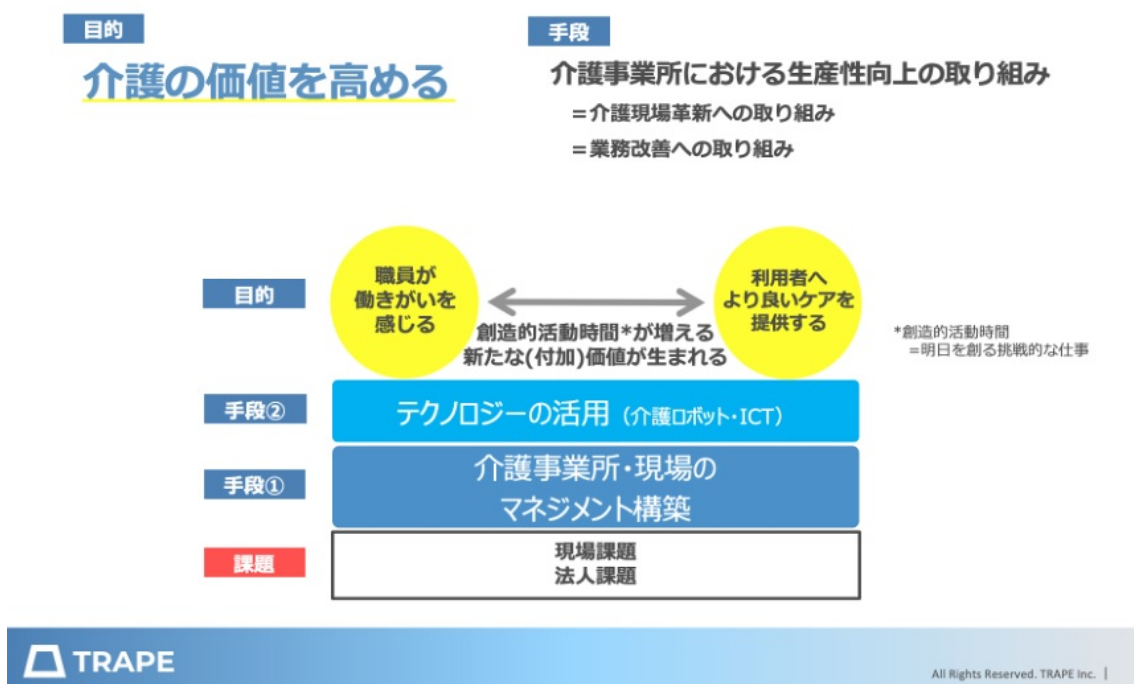 目的
介護の価値を高める
手段
介護事業所における生産性向上の取り組み
＝介護現場革新への取り組み
＝業務改善への取り組み
目的
職員が
働きがいを
感じる
創造的活動時間*が増える
新たな(付加)価値が生まれる
利用者へ
より良いケアを
提供する
*創造的活動時間
＝明日を創る挑戦的な仕事
手段②
テクノロジーの活用（介護ロボット・ICT）
手段①
介護事業所・現場の
マネジメント構築
課題
現場課題
法人課題
TRAPE
All Rights Reserved. TRAPE Inc. |